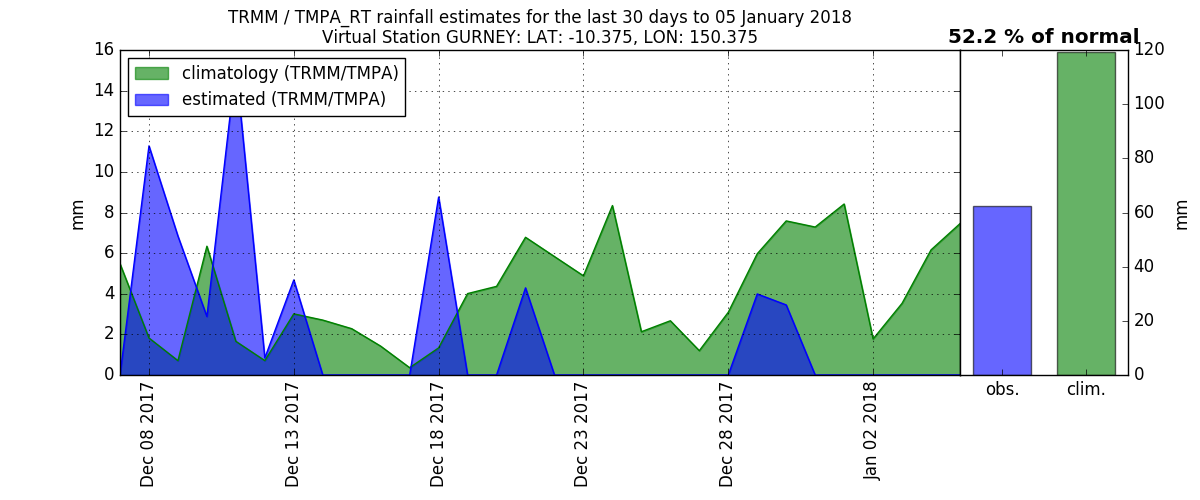 TRMM / TMPA_RT rainfall estimates for the last 30 days to 05 January 2018
Virtual Station GURNEY: LAT: -10.375, LON: 150.375
52.2 % of normal
climatology (TRMM/TMPA)
estimated (TRMM/TMPA)
16
14
12
10
8
6
4
2
0
mm
120
100
80
60
40
20
0
mm
Dec 08 2017
Dec 13 2017
Dec 18 2017
Dec 23 2017
Dec 28 2017
Jan 02 2018
obs.
clim.